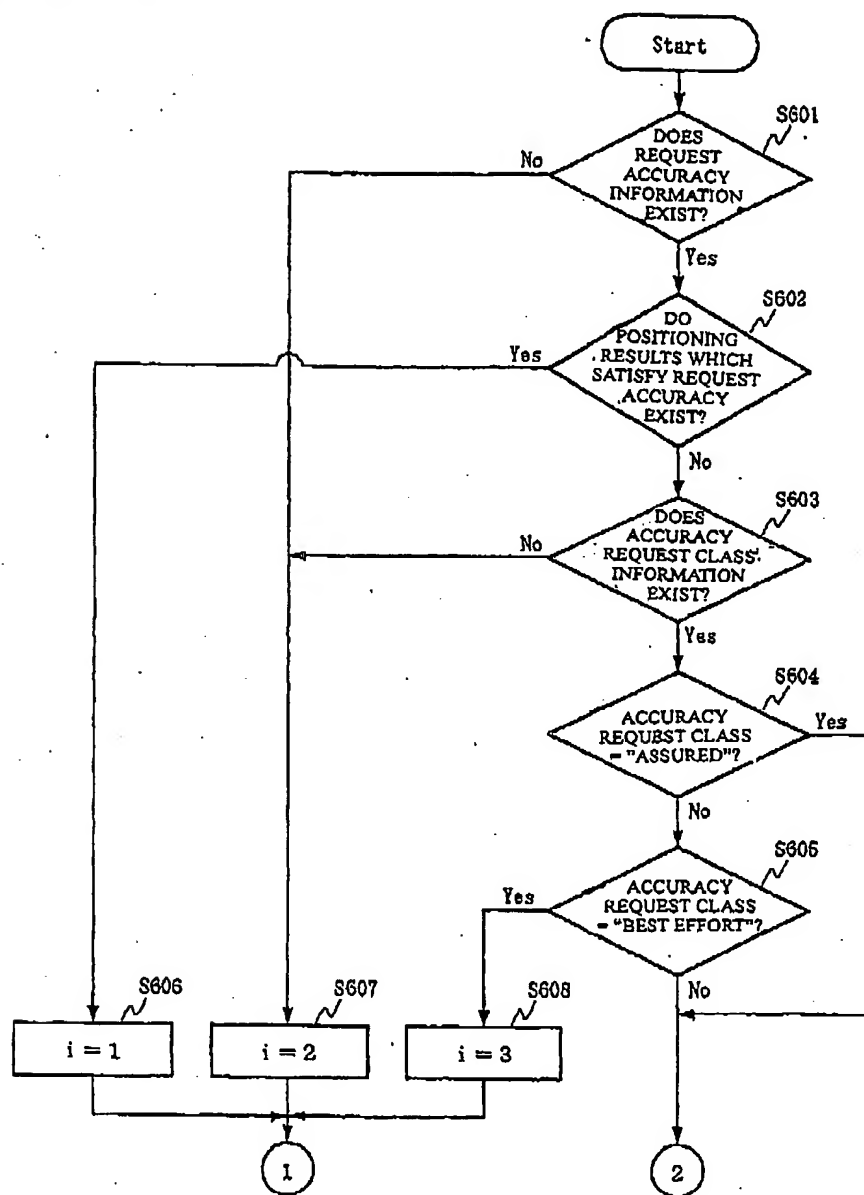 Start
S601
DOES
REQUEST
ACCURACY
INFORMATION
EXIST?
No
Yes
S602
DO
POSITIONING
RESULTS WHICH
SATISFY REQUEST
ACCURACY
EXIST?
Yes
No
S603
DOES
ACCURACY
REQUEST CLASS
INFORMATION
EXIST?
No
Yes
S604
ACCURACY
REQUEST CLASS
= "ASSURED"?
Yes
No
S605
ACCURACY
REQUEST CLASS
= "BEST EFFORT"?
Yes
No
S606
i = 1
S607
i = 2
S608
i = 3
1
2